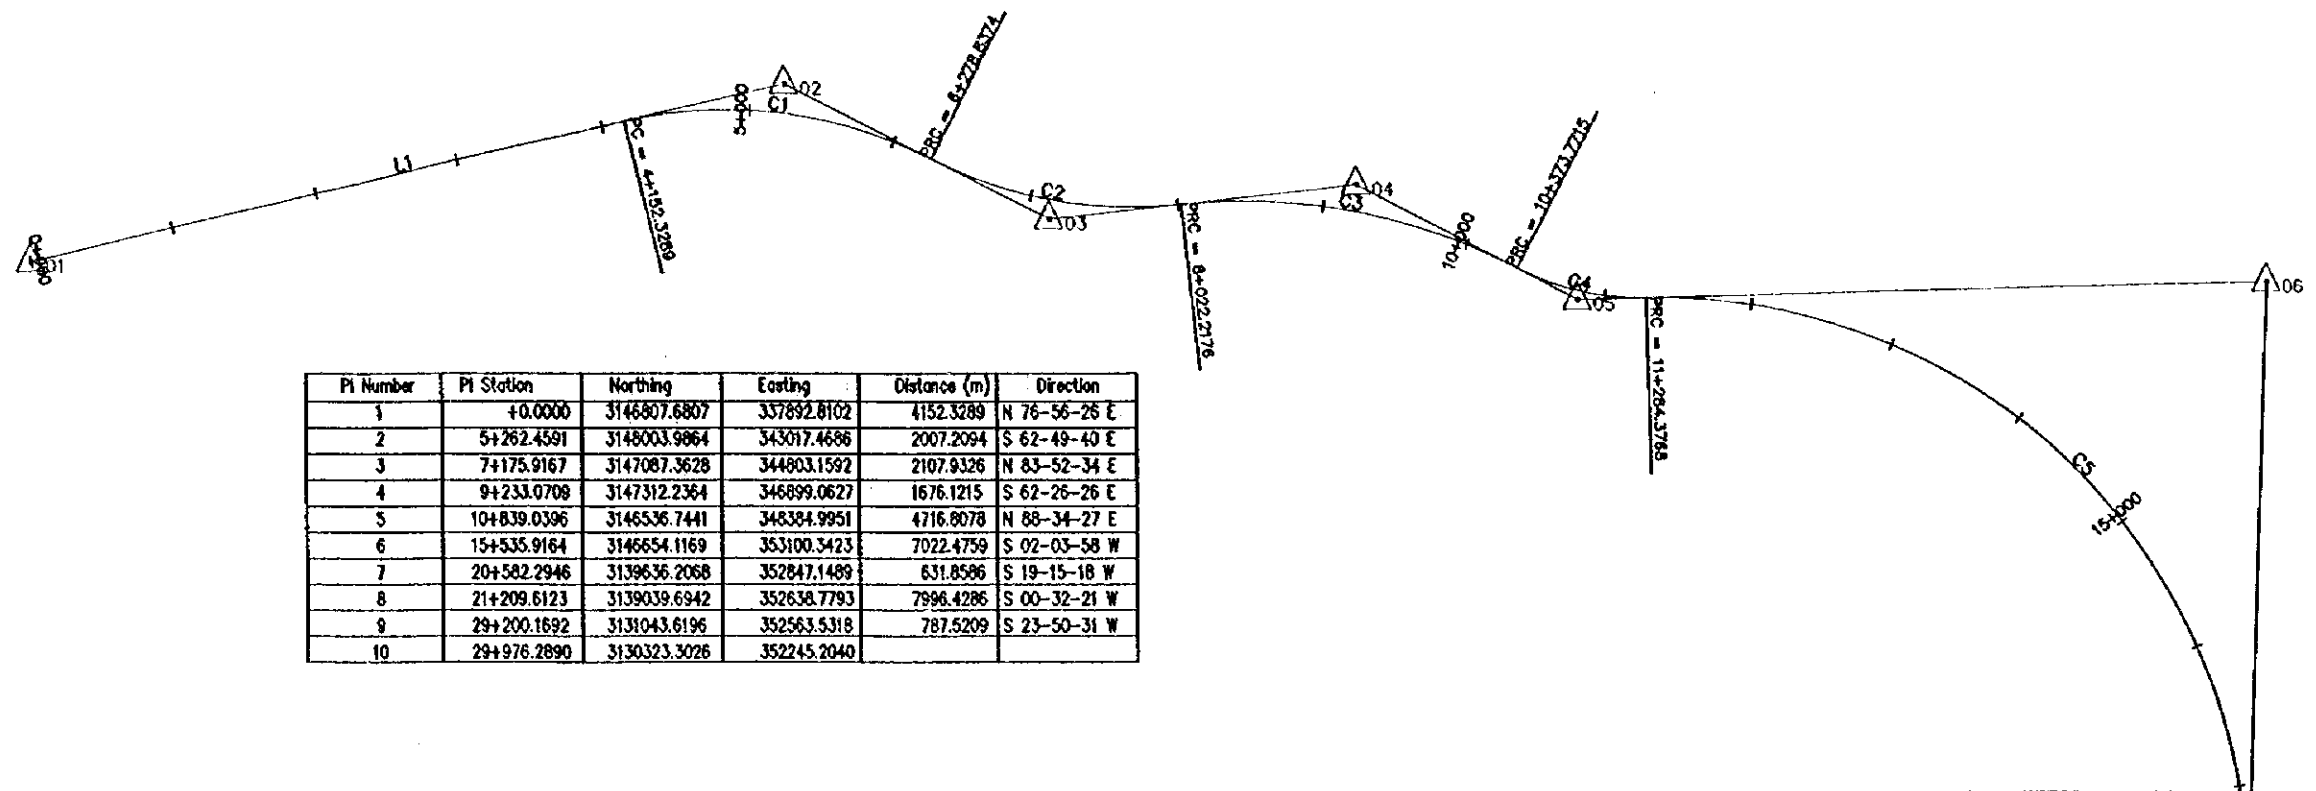 PRC = 6+278.5374
02
5+000
C1
L1
PC = 4+152.3289
PRC = 10+373.7715
C2
04
C3
03
10+000
01
PRC = 8+022.2176
C4
05
06
PRC = 11+284.3768
PI Number PI Station Northing Easting Distance (m) Direction
1 +0.0000 3146807.6807 337892.8102 4152.3289 N 76-56-26 E
2 5+262.4591 3148003.9864 343017.4686 2007.2094 S 62-49-40 E
3 7+175.9167 3147087.3628 344803.1592 2107.9326 N 83-52-34 E
4 9+233.0709 3147312.2364 346899.0627 1676.1215 S 62-26-26 E
5 10+839.0396 3146536.7441 348384.9951 4716.8078 N 88-34-27 E
6 15+535.9164 3146654.1169 353100.3423 7022.4759 S 02-03-58 W
7 20+582.2946 3139636.2068 352847.1489 631.8586 S 19-15-18 W
8 21+209.6123 3139039.6942 352638.7793 7996.4286 S 00-32-21 W
9 29+200.1692 3131043.6196 352563.5318 787.5209 S 23-50-31 W
10 29+976.2890 3130323.3026 352245.2040
C5
15+000